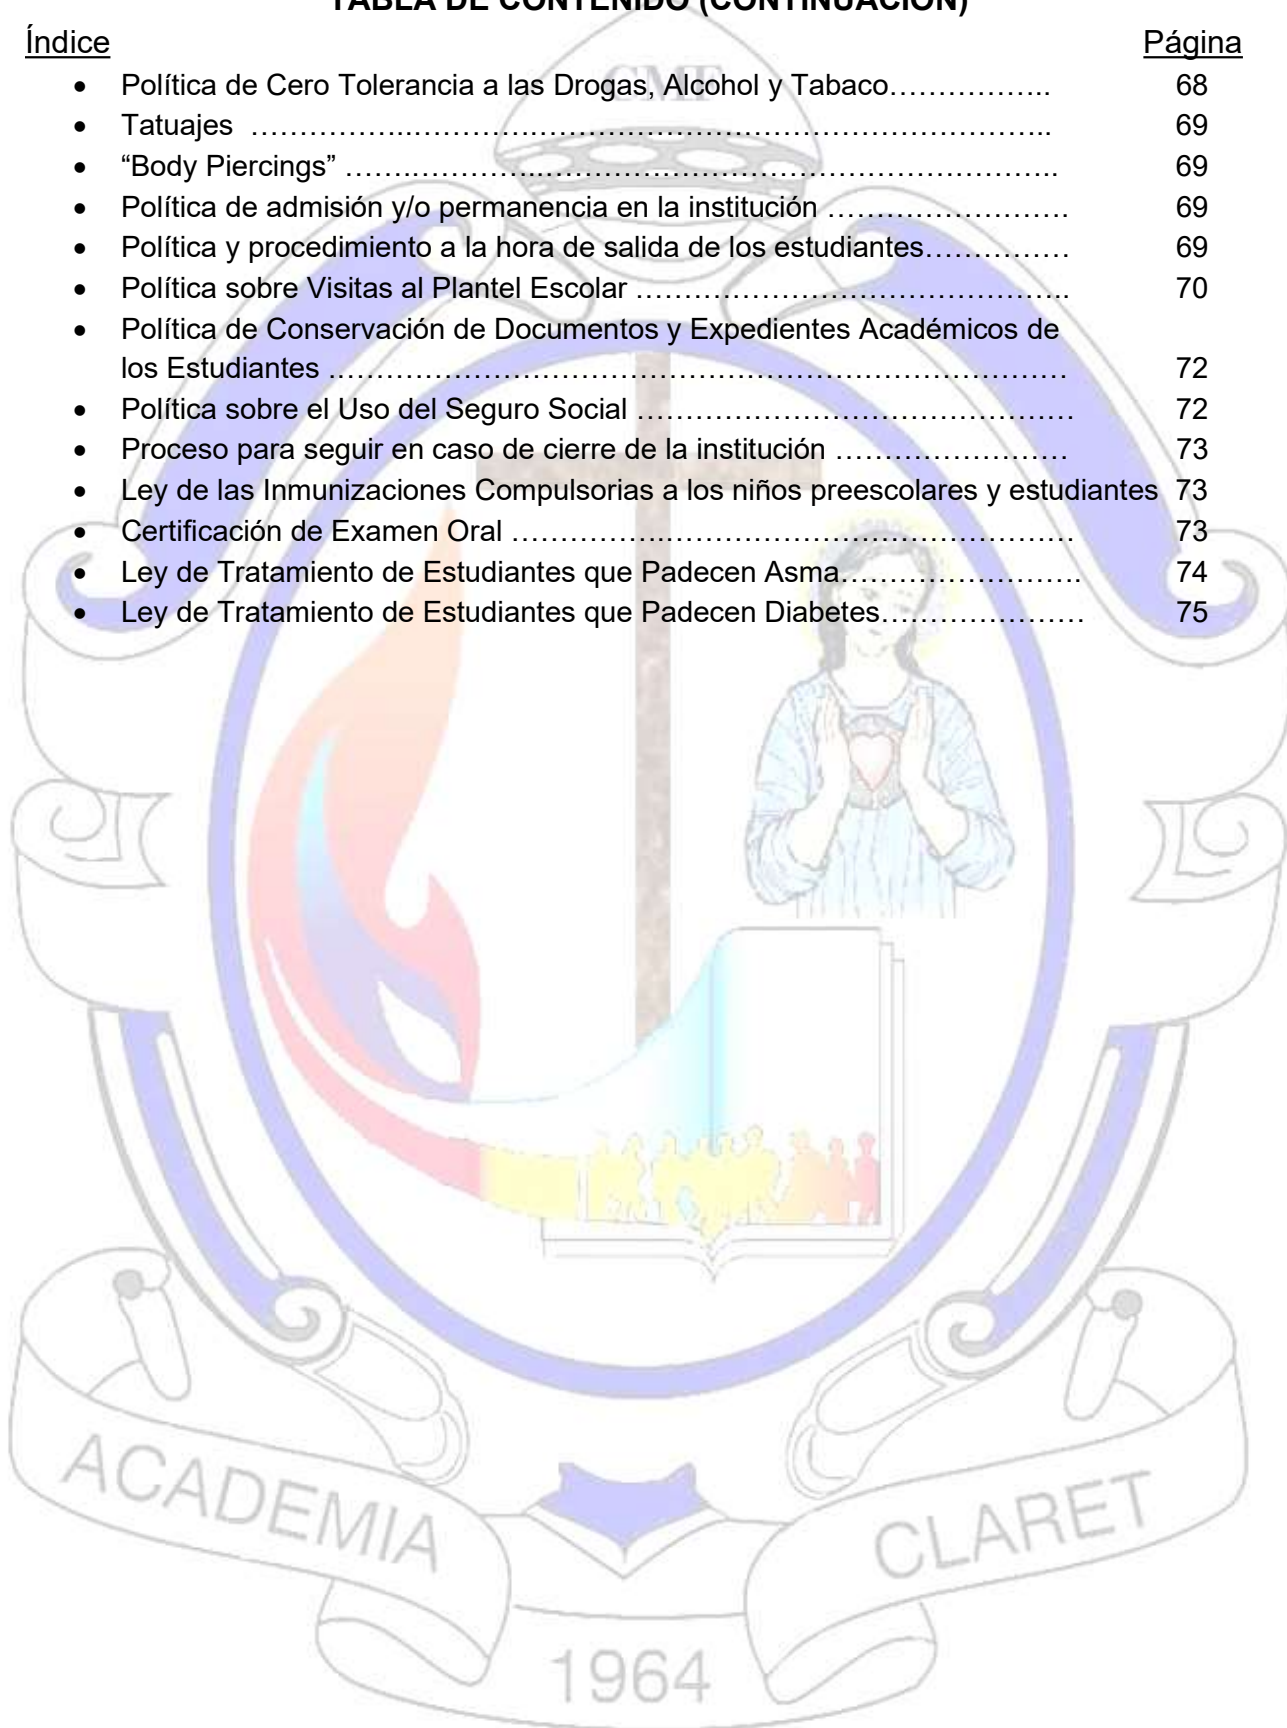 TABLA DE CONTENIDO (CONTINUACIÓN)
Índice Página
• Política de Cero Tolerancia a las Drogas, Alcohol y Tabaco…………….. 68
• Tatuajes ……………..………….…………………..…………………………….. 69
• “Body Piercings” …….…………..…………………………………………….. 69
• Política de admisión y/o permanencia en la institución ……………………. 69
• Política y procedimiento a la hora de salida de los estudiantes…………… 69
• Política sobre Visitas al Plantel Escolar …………………………………….. 70
• Política de Conservación de Documentos y Expedientes Académicos de
los Estudiantes .………………………………………………………………… 72
• Política sobre el Uso del Seguro Social ……………………………………… 72
• Proceso para seguir en caso de cierre de la institución …………………… 73
• Ley de las Inmunizaciones Compulsorias a los niños preescolares y estudiantes 73
• Certificación de Examen Oral …………….…………………………………… 73
• Ley de Tratamiento de Estudiantes que Padecen Asma……………………. 74
• Ley de Tratamiento de Estudiantes que Padecen Diabetes………………… 75
CMF
ACADEMIA CLARET
1964